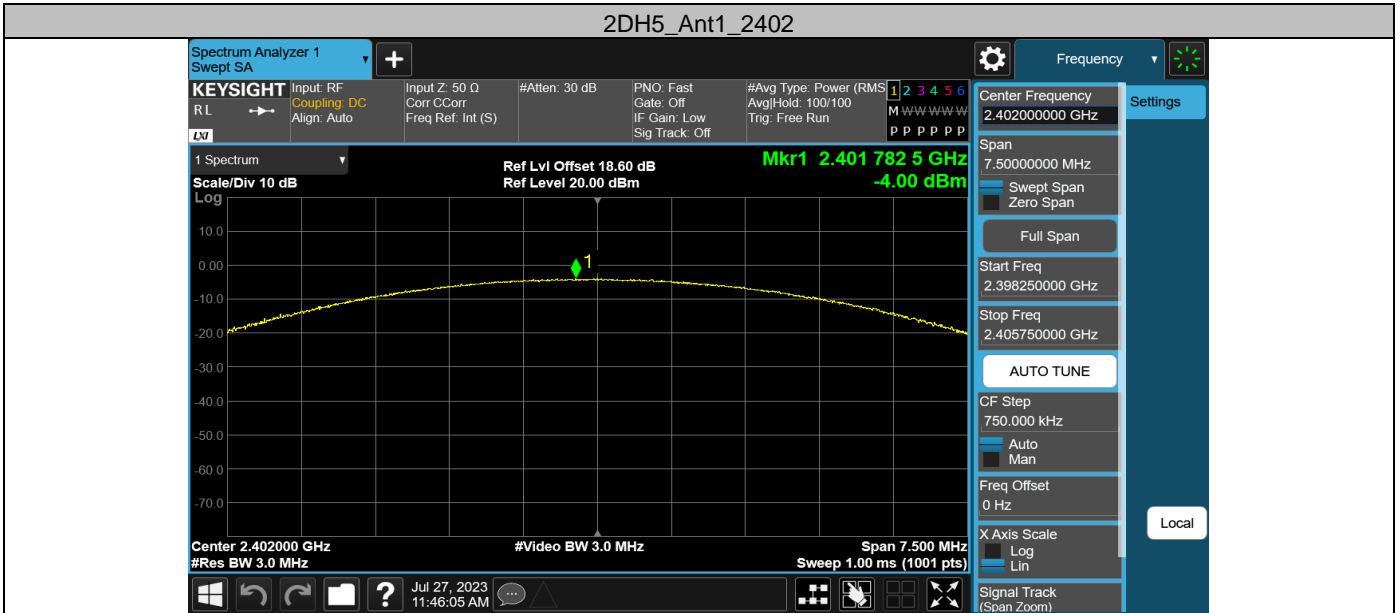 2DH5_Ant1_2402
Spectrum Analyzer 1
Swept SA
+
Frequency
KEYSIGHT
R L
LXI
Input: RF
Coupling: DC
Align: Auto
Input Z: 50 Ω
Corr CCorr
Freq Ref: Int (S)
#Atten: 30 dB
PNO: Fast
Gate: Off
IF Gain: Low
Sig Track: Off
#Avg Type: Power (RMS
Avg|Hold: 100/100
Trig: Free Run
1 2 3 4 5 6
M W W W W W
P P P P P P
1 Spectrum
Scale/Div 10 dB
Ref Lvl Offset 18.60 dB
Ref Level 20.00 dBm
Mkr1 2.401 782 5 GHz
-4.00 dBm
Log
10.0
0.00
-10.0
-20.0
-30.0
-40.0
-50.0
-60.0
-70.0
1
Center 2.402000 GHz
#Res BW 3.0 MHz
#Video BW 3.0 MHz
Span 7.500 MHz
Sweep 1.00 ms (1001 pts)
Center Frequency
2.402000000 GHz
Span
7.50000000 MHz
Swept Span
Zero Span
Full Span
Start Freq
2.398250000 GHz
Stop Freq
2.405750000 GHz
AUTO TUNE
CF Step
750.000 kHz
Auto
Man
Freq Offset
0 Hz
X Axis Scale
Log
Lin
Signal Track
(Span Zoom)
Settings
Local
?
Jul 27, 2023
11:46:05 AM